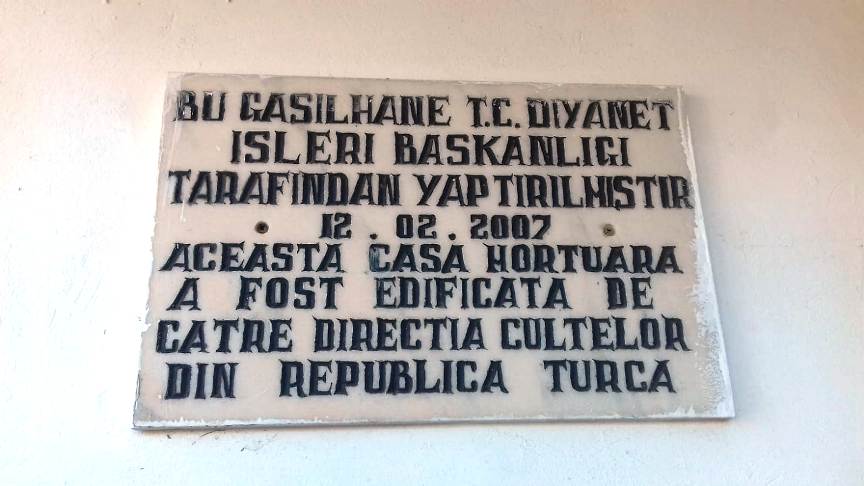 BU GASILHANE T.C. DIYANET
ISLERI BASKANLIGI
TARAFINDAN YAPTIRILMIŞTIR
12.02.2007
ACEASTA CASA HORTUARA
A FOST EDIFICATA DE
CATRE DIRECTIA CULTELOR
DIN REPUBLICA TURCA